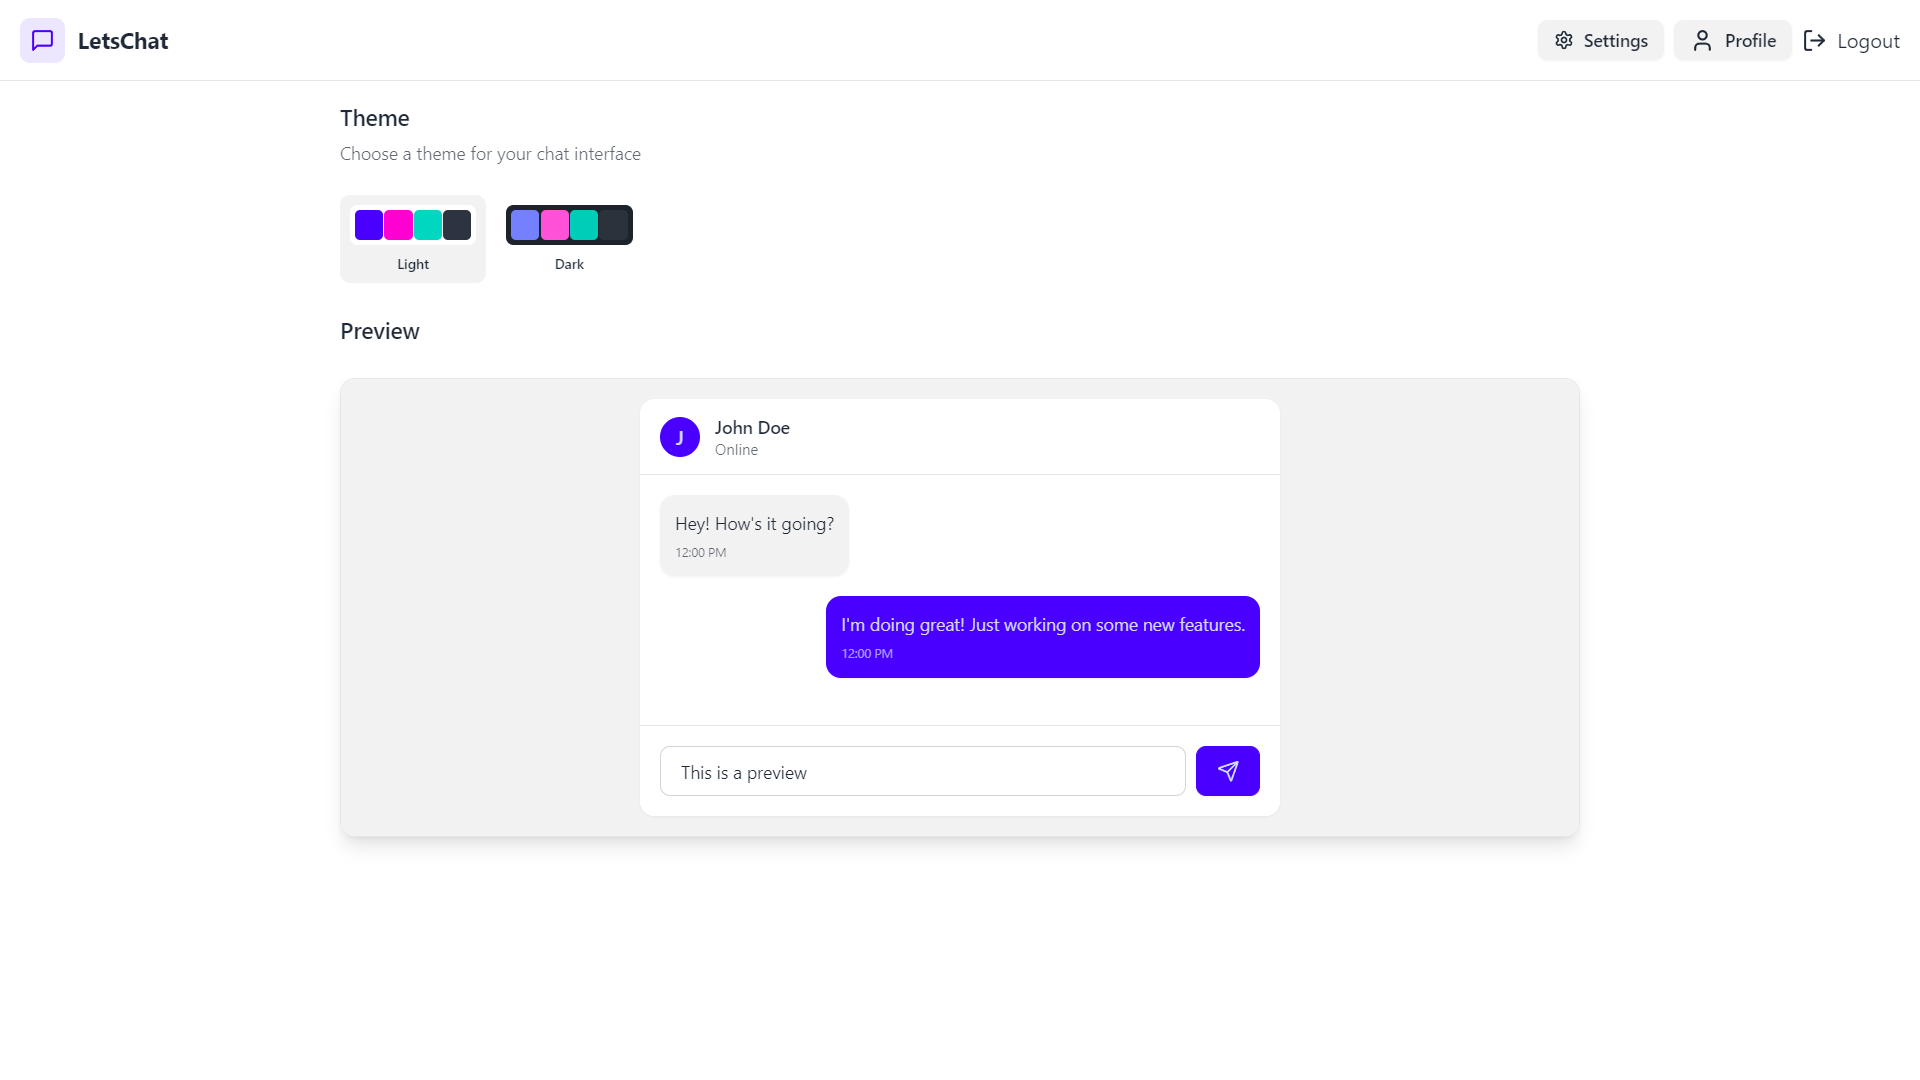 LetsChat
Settings
Profile
Logout
Theme
Choose a theme for your chat interface
Light
Dark
Preview
J
John Doe
Online
Hey! How's it going?
12:00 PM
I'm doing great! Just working on some new features.
12:00 PM
This is a preview